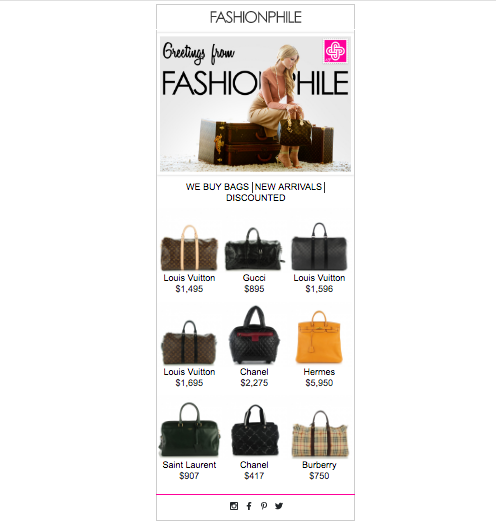 FASHIONPHILE
Greetings from
FASHIONPHILE
WE BUY BAGS | NEW ARRIVALS |
DISCOUNTED
Louis Vuitton Gucci Louis Vuitton
$1,495 $895 $1,596
Louis Vuitton Chanel Hermes
$1,695 $2,275 $5,950
Saint Laurent Chanel Burberry
$907 $417 $750